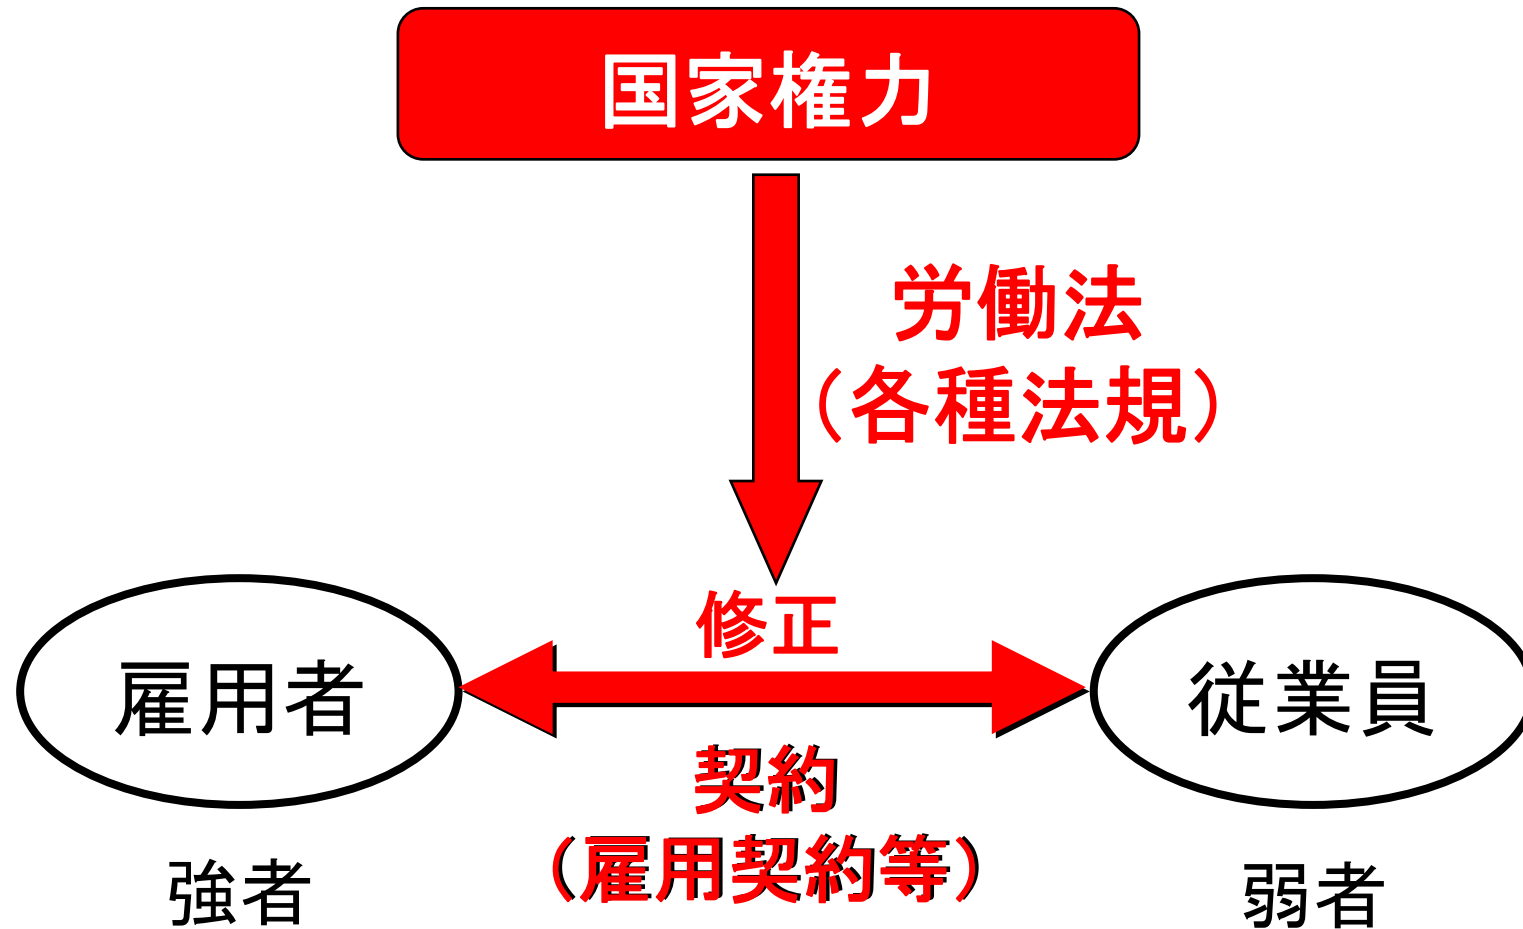 国家権力
労働法
（各種法規）
修正
雇用者
従業員
契約
（雇用契約等）
強者
弱者